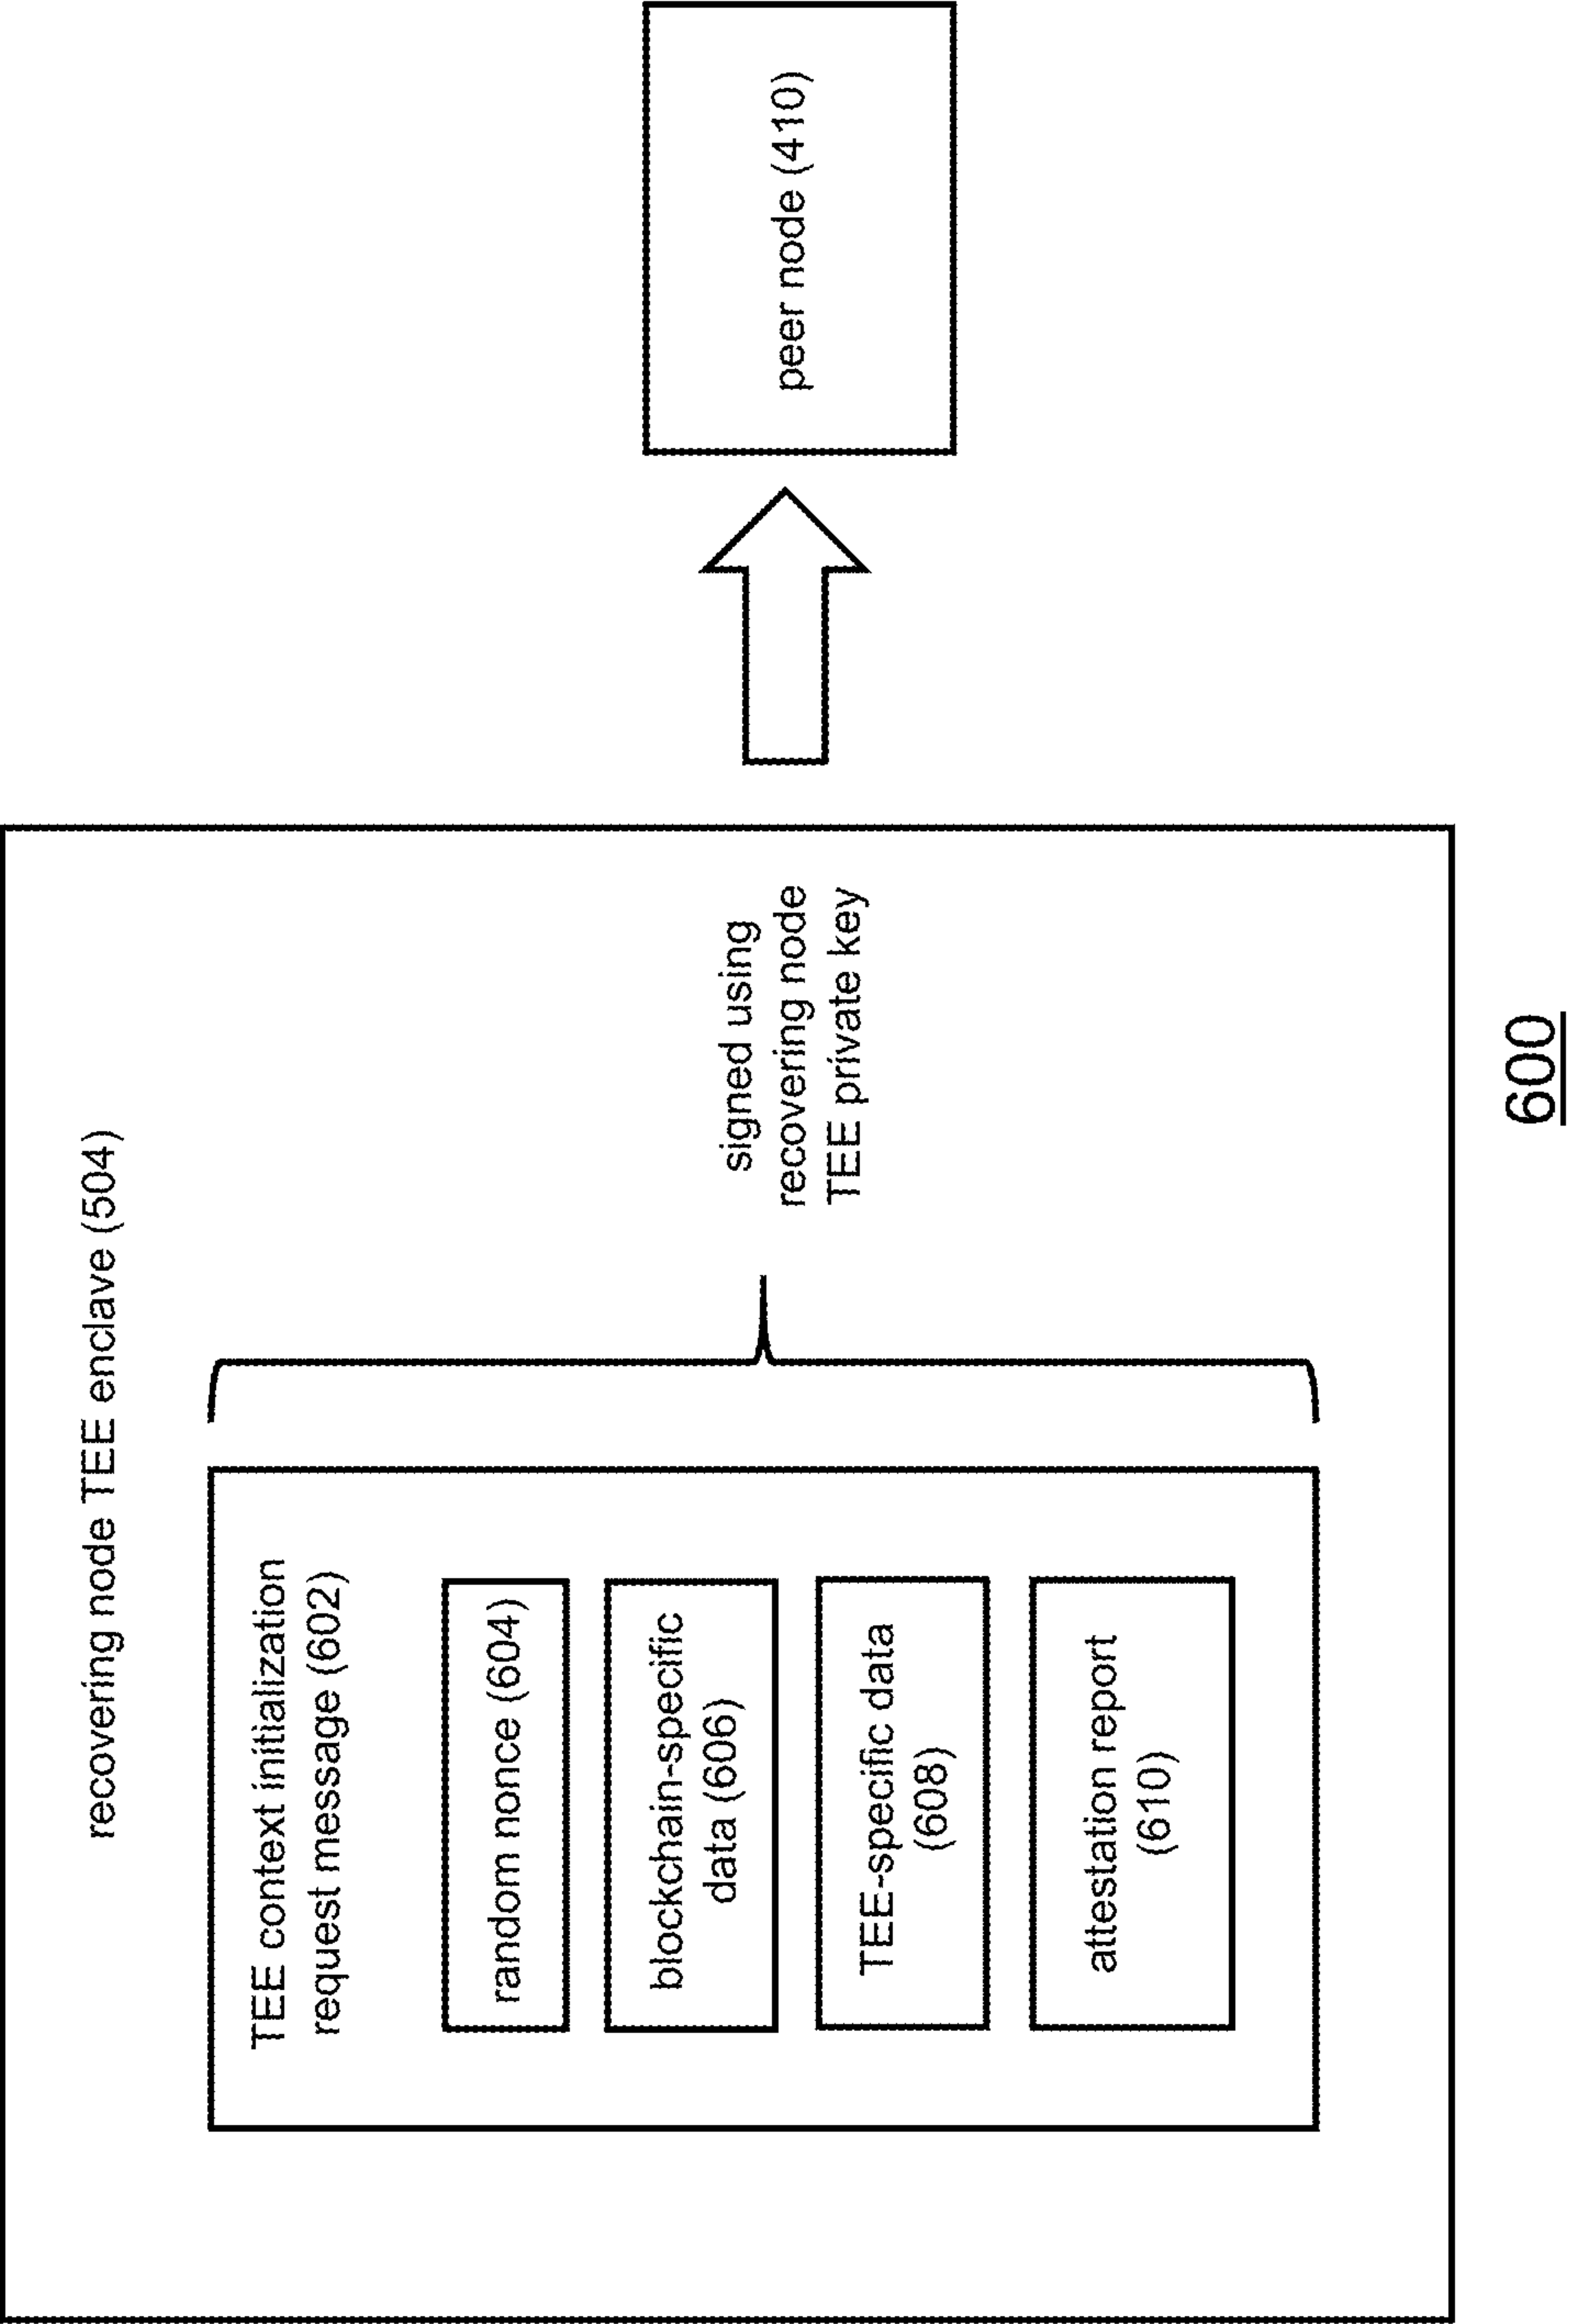 recovering node TEE enclave (504)
TEE context initialization
request message (602)
random nonce (604)
blockchain-specific
data (606)
TEE-specific data
(608)
attestation report
(610)
signed using
recovering node
TEE private key
peer node (410)
600